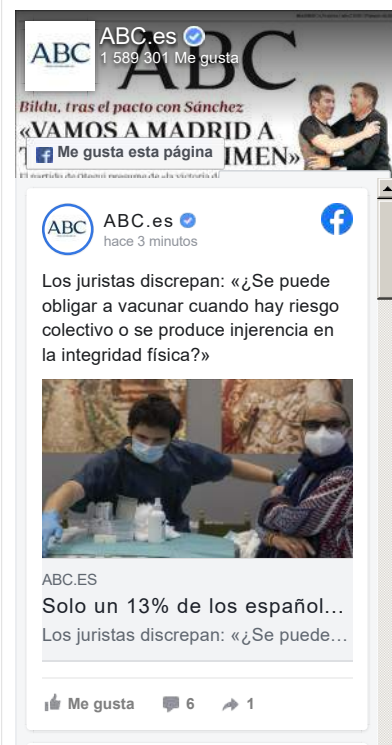 ABC
ABC.es
1 589 301 Me gusta
ABC
Bildu, tras el pacto con Sánchez
«VAMOS A MADRID A
IMEN»
Me gusta esta página
ABC
ABC.es
hace 3 minutos
Los juristas discrepan: «¿Se puede
obligar a vacunar cuando hay riesgo
colectivo o se produce injerencia en
la integridad física?»
ABC.ES
Solo un 13% de los español...
Los juristas discrepan: «¿Se puede...
Me gusta
6
1